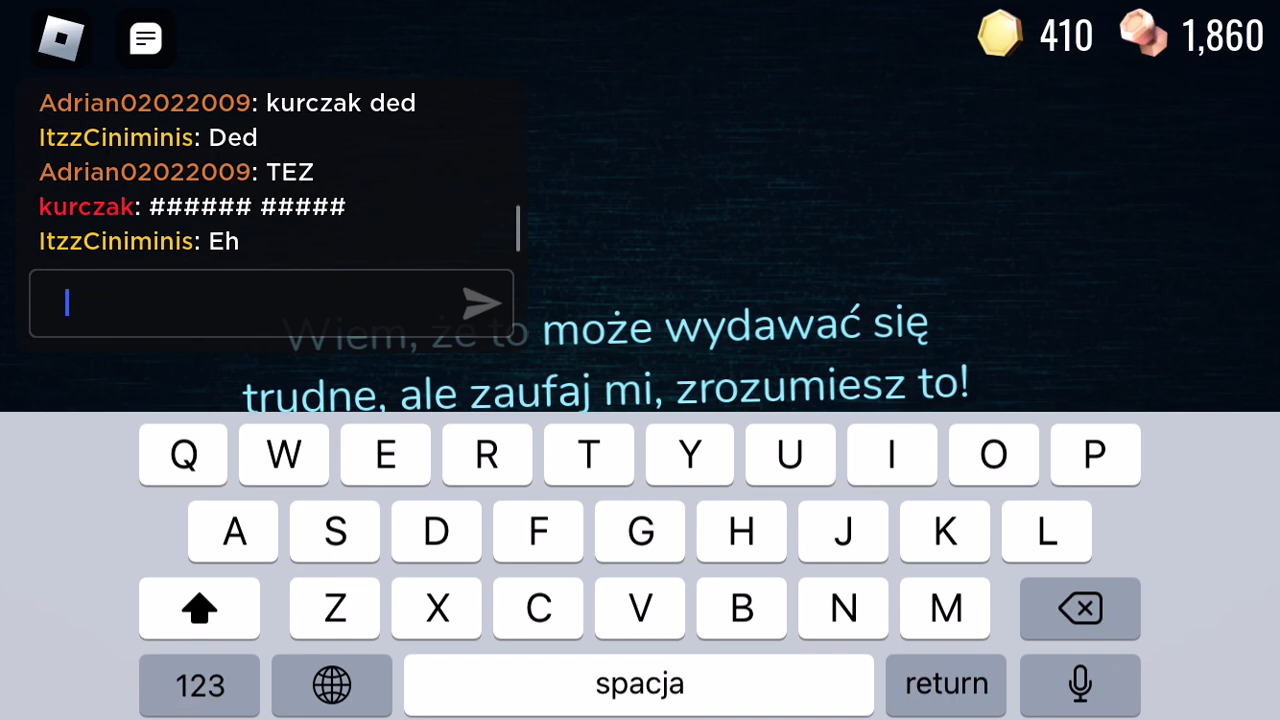 410 1,860
Adrian02022009: kurczak ded
ItzzCiniminis: Ded
Adrian02022009: TEZ
kurczak: ###### #####
ItzzCiniminis: Eh
Wiem, że to może wydawać się
trudne, ale zaufaj mi, zrozumiesz to!
Q W E R T Y U I O P
A S D F G H J K L
Z X C V B N M
123 spacja return